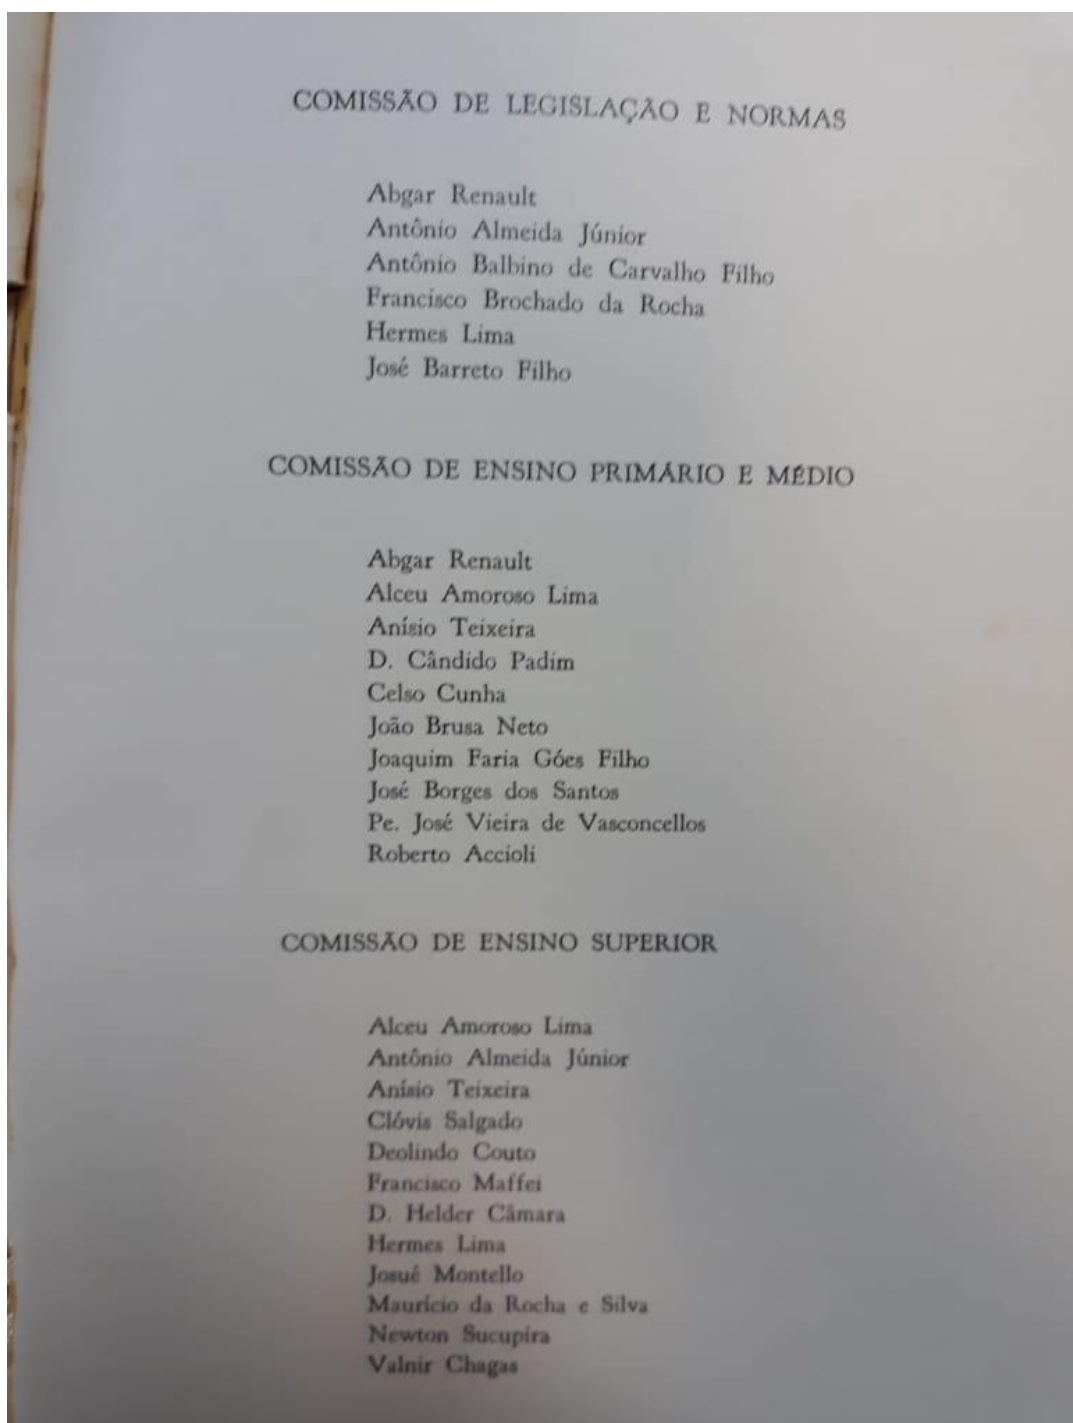 COMISSÃO DE LEGISLAÇÃO E NORMAS
Abgar Renault
Antônio Almeida Júnior
Antônio Balbino de Carvalho Filho
Francisco Brochado da Rocha
Hermes Lima
José Barreto Filho
COMISSÃO DE ENSINO PRIMÁRIO E MÉDIO
Abgar Renault
Alceu Amoroso Lima
Anísio Teixeira
D. Cândido Padim
Celso Cunha
João Brusa Neto
Joaquim Faria Góes Filho
José Borges dos Santos
Pe. José Vieira de Vasconcellos
Roberto Accioli
COMISSÃO DE ENSINO SUPERIOR
Alceu Amoroso Lima
Antônio Almeida Júnior
Anísio Teixeira
Clóvis Salgado
Deolindo Couto
Francisco Maffei
D. Helder Câmara
Hermes Lima
Josué Montello
Maurício da Rocha e Silva
Newton Sucupira
Valnir Chagas